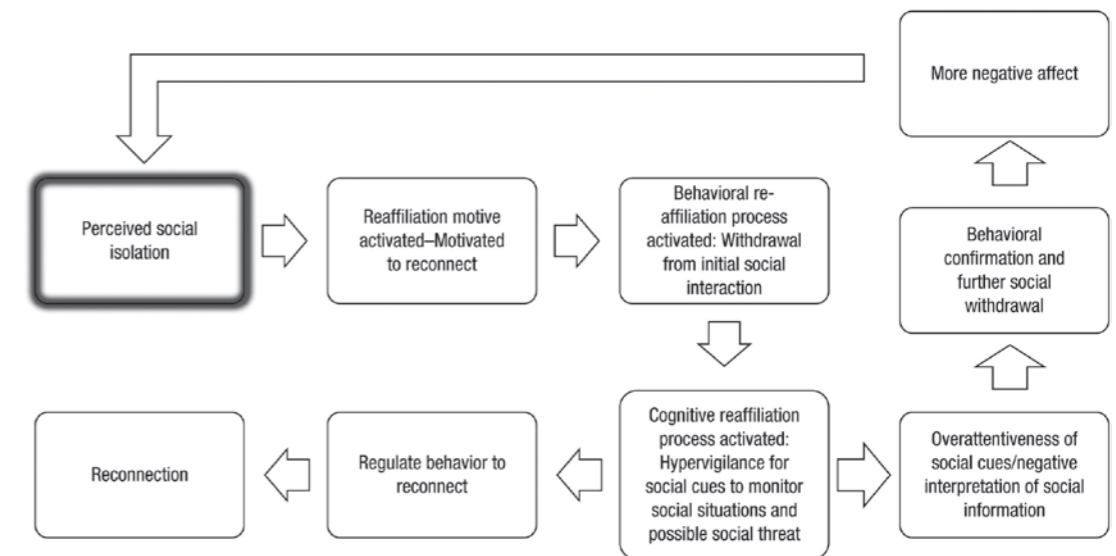 More negative affect
Perceived social
isolation
Reaffiliation motive
activated–Motivated
to reconnect
Behavioral re-
affiliation process
activated: Withdrawal
from initial social
interaction
Behavioral
confirmation and
further social
withdrawal
Reconnection
Regulate behavior to
reconnect
Cognitive reaffiliation
process activated:
Hypervigilance for
social cues to monitor
social situations and
possible social threat
Overattentiveness of
social cues/negative
interpretation of social
information